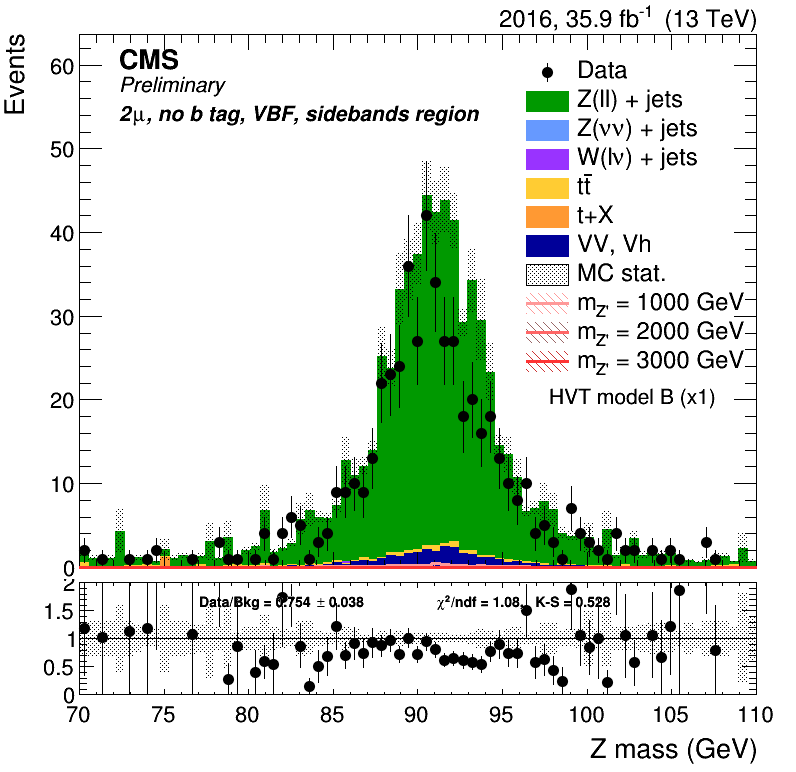 2016, 35.9 fb⁻¹ (13 TeV)
Events
CMS
Preliminary
2μ, no b tag, VBF, sidebands region
Data
Z(ll) + jets
Z(νν) + jets
W(lν) + jets
tt̄
t+X
VV, Vh
MC stat.
m_Z' = 1000 GeV
m_Z' = 2000 GeV
m_Z' = 3000 GeV
HVT model B (x1)
60
50
40
30
20
10
0
Data/Bkg = 0.754 ± 0.038 χ²/ndf = 1.08, K-S = 0.528
2
1.5
1
0.5
0
70 75 80 85 90 95 100 105 110
Z mass (GeV)